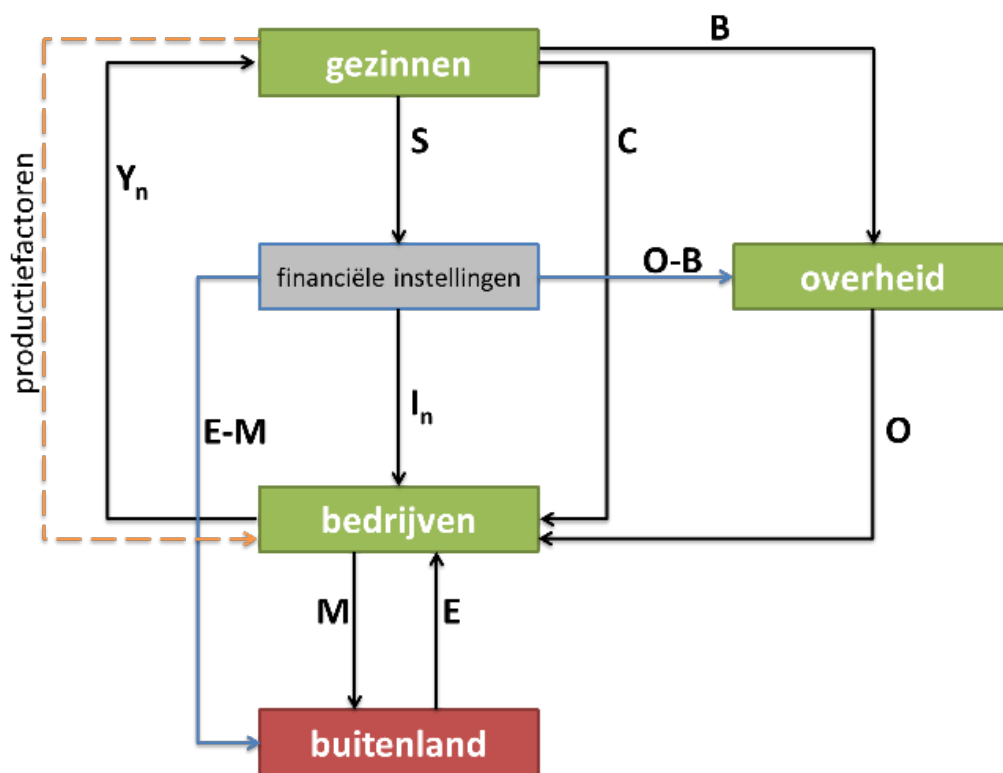 B
gezinnen
S
C
Yₙ
productiefactoren
financiële instellingen
O-B
overheid
Iₙ
E-M
O
bedrijven
M
E
buitenland